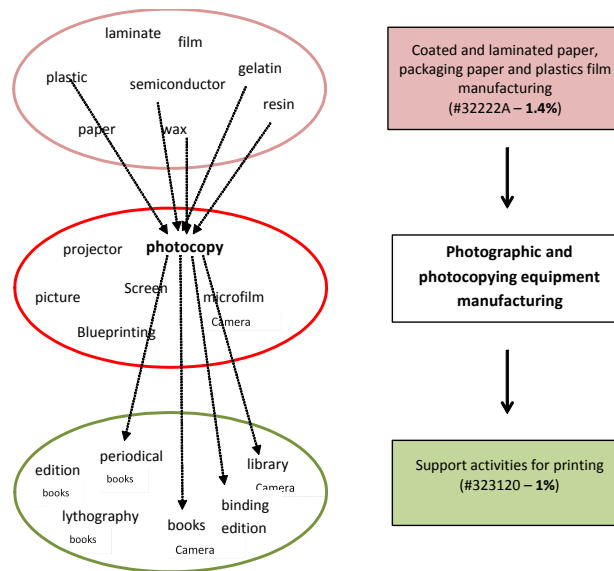 laminate
film
plastic
semiconductor
gelatin
resin
paper
wax
Coated and laminated paper,
packaging paper and plastics film
manufacturing
(#32222A – 1.4%)
projector
photocopy
picture
Screen
microfilm
Blueprinting
Camera
Photographic and
photocopying equipment
manufacturing
edition
books
periodical
books
library
Camera
lythography
books
books
Camera
binding
edition
Support activities for printing
(#323120 – 1%)